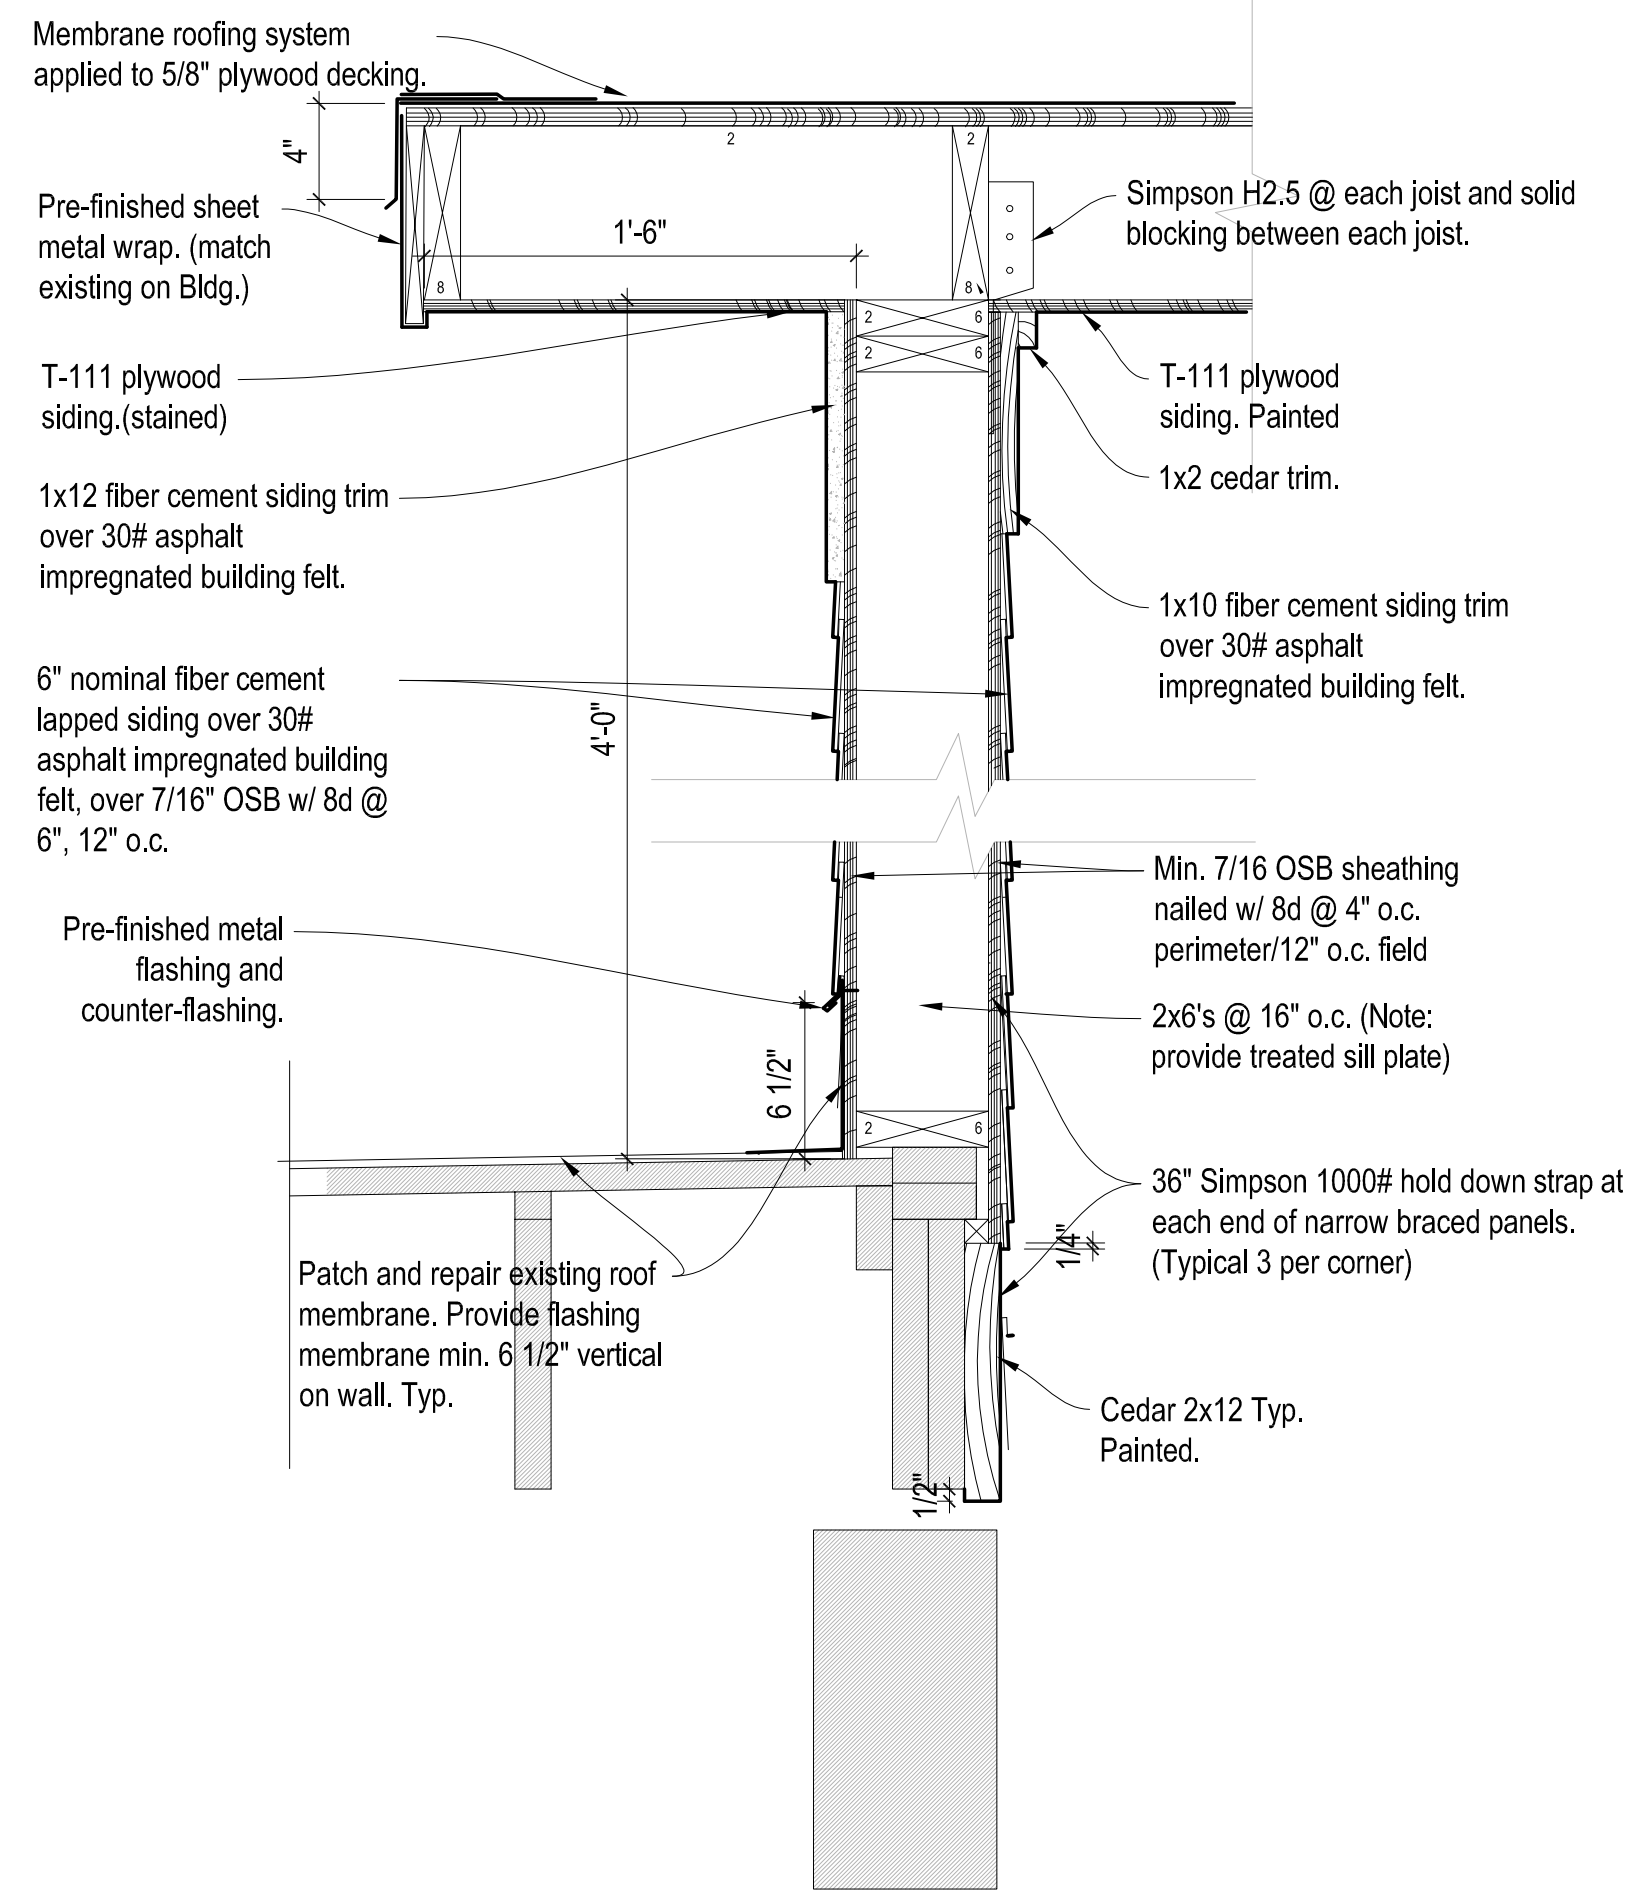 Membrane roofing system
applied to 5/8" plywood decking.
4"
2
2
Pre-finished sheet
metal wrap. (match
existing on Bldg.)
1'-6"
Simpson H2.5 @ each joist and solid
blocking between each joist.
8
8
2
6
2
6
T-111 plywood
siding.(stained)
T-111 plywood
siding. Painted
1x2 cedar trim.
1x12 fiber cement siding trim
over 30# asphalt
impregnated building felt.
1x10 fiber cement siding trim
over 30# asphalt
impregnated building felt.
6" nominal fiber cement
lapped siding over 30#
asphalt impregnated building
felt, over 7/16" OSB w/ 8d @
6", 12" o.c.
4'-0"
Min. 7/16 OSB sheathing
nailed w/ 8d @ 4" o.c.
perimeter/12" o.c. field
Pre-finished metal
flashing and
counter-flashing.
2x6's @ 16" o.c. (Note:
provide treated sill plate)
6 1/2"
2
6
36" Simpson 1000# hold down strap at
each end of narrow braced panels.
(Typical 3 per corner)
1/4"
Patch and repair existing roof
membrane. Provide flashing
membrane min. 6 1/2" vertical
on wall. Typ.
Cedar 2x12 Typ.
Painted.
1/2"